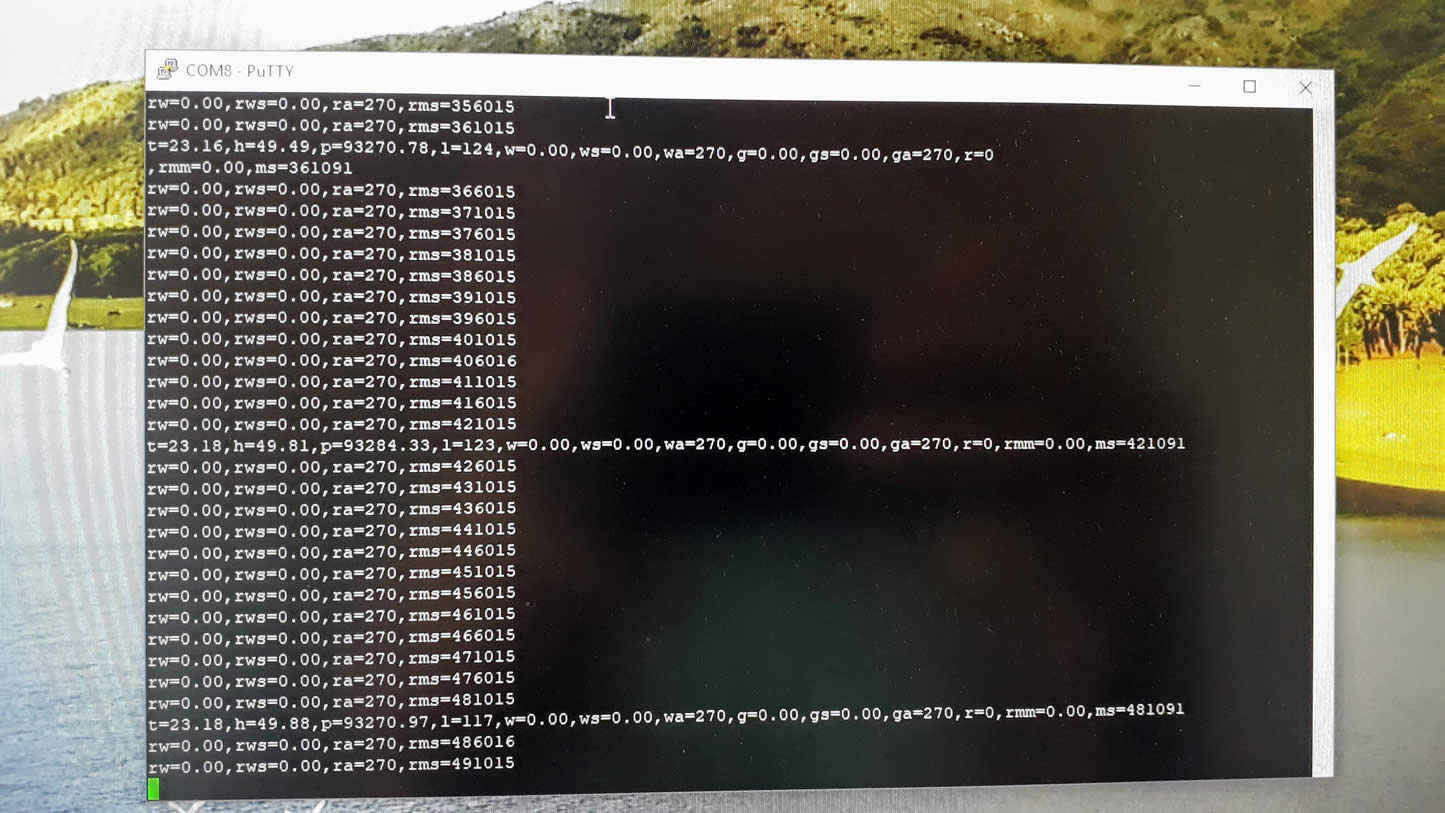 COM8 - PuTTY
rw=0.00,rws=0.00,ra=270,rms=356015
rw=0.00,rws=0.00,ra=270,rms=361015
t=23.16,h=49.49,p=93270.78,l=124,w=0.00,ws=0.00,wa=270,g=0.00,gs=0.00,ga=270,r=0
,rmm=0.00,ms=361091
rw=0.00,rws=0.00,ra=270,rms=366015
rw=0.00,rws=0.00,ra=270,rms=371015
rw=0.00,rws=0.00,ra=270,rms=376015
rw=0.00,rws=0.00,ra=270,rms=381015
rw=0.00,rws=0.00,ra=270,rms=386015
rw=0.00,rws=0.00,ra=270,rms=391015
rw=0.00,rws=0.00,ra=270,rms=396015
rw=0.00,rws=0.00,ra=270,rms=401015
rw=0.00,rws=0.00,ra=270,rms=406016
rw=0.00,rws=0.00,ra=270,rms=411015
rw=0.00,rws=0.00,ra=270,rms=416015
rw=0.00,rws=0.00,ra=270,rms=421015
t=23.18,h=49.81,p=93284.33,l=123,w=0.00,ws=0.00,wa=270,g=0.00,gs=0.00,ga=270,r=0,rmm=0.00,ms=421091
rw=0.00,rws=0.00,ra=270,rms=426015
rw=0.00,rws=0.00,ra=270,rms=431015
rw=0.00,rws=0.00,ra=270,rms=436015
rw=0.00,rws=0.00,ra=270,rms=441015
rw=0.00,rws=0.00,ra=270,rms=446015
rw=0.00,rws=0.00,ra=270,rms=451015
rw=0.00,rws=0.00,ra=270,rms=456015
rw=0.00,rws=0.00,ra=270,rms=461015
rw=0.00,rws=0.00,ra=270,rms=466015
rw=0.00,rws=0.00,ra=270,rms=471015
rw=0.00,rws=0.00,ra=270,rms=476015
rw=0.00,rws=0.00,ra=270,rms=481015
t=23.18,h=49.88,p=93270.97,l=117,w=0.00,ws=0.00,wa=270,g=0.00,gs=0.00,ga=270,r=0,rmm=0.00,ms=481091
rw=0.00,rws=0.00,ra=270,rms=486016
rw=0.00,rws=0.00,ra=270,rms=491015